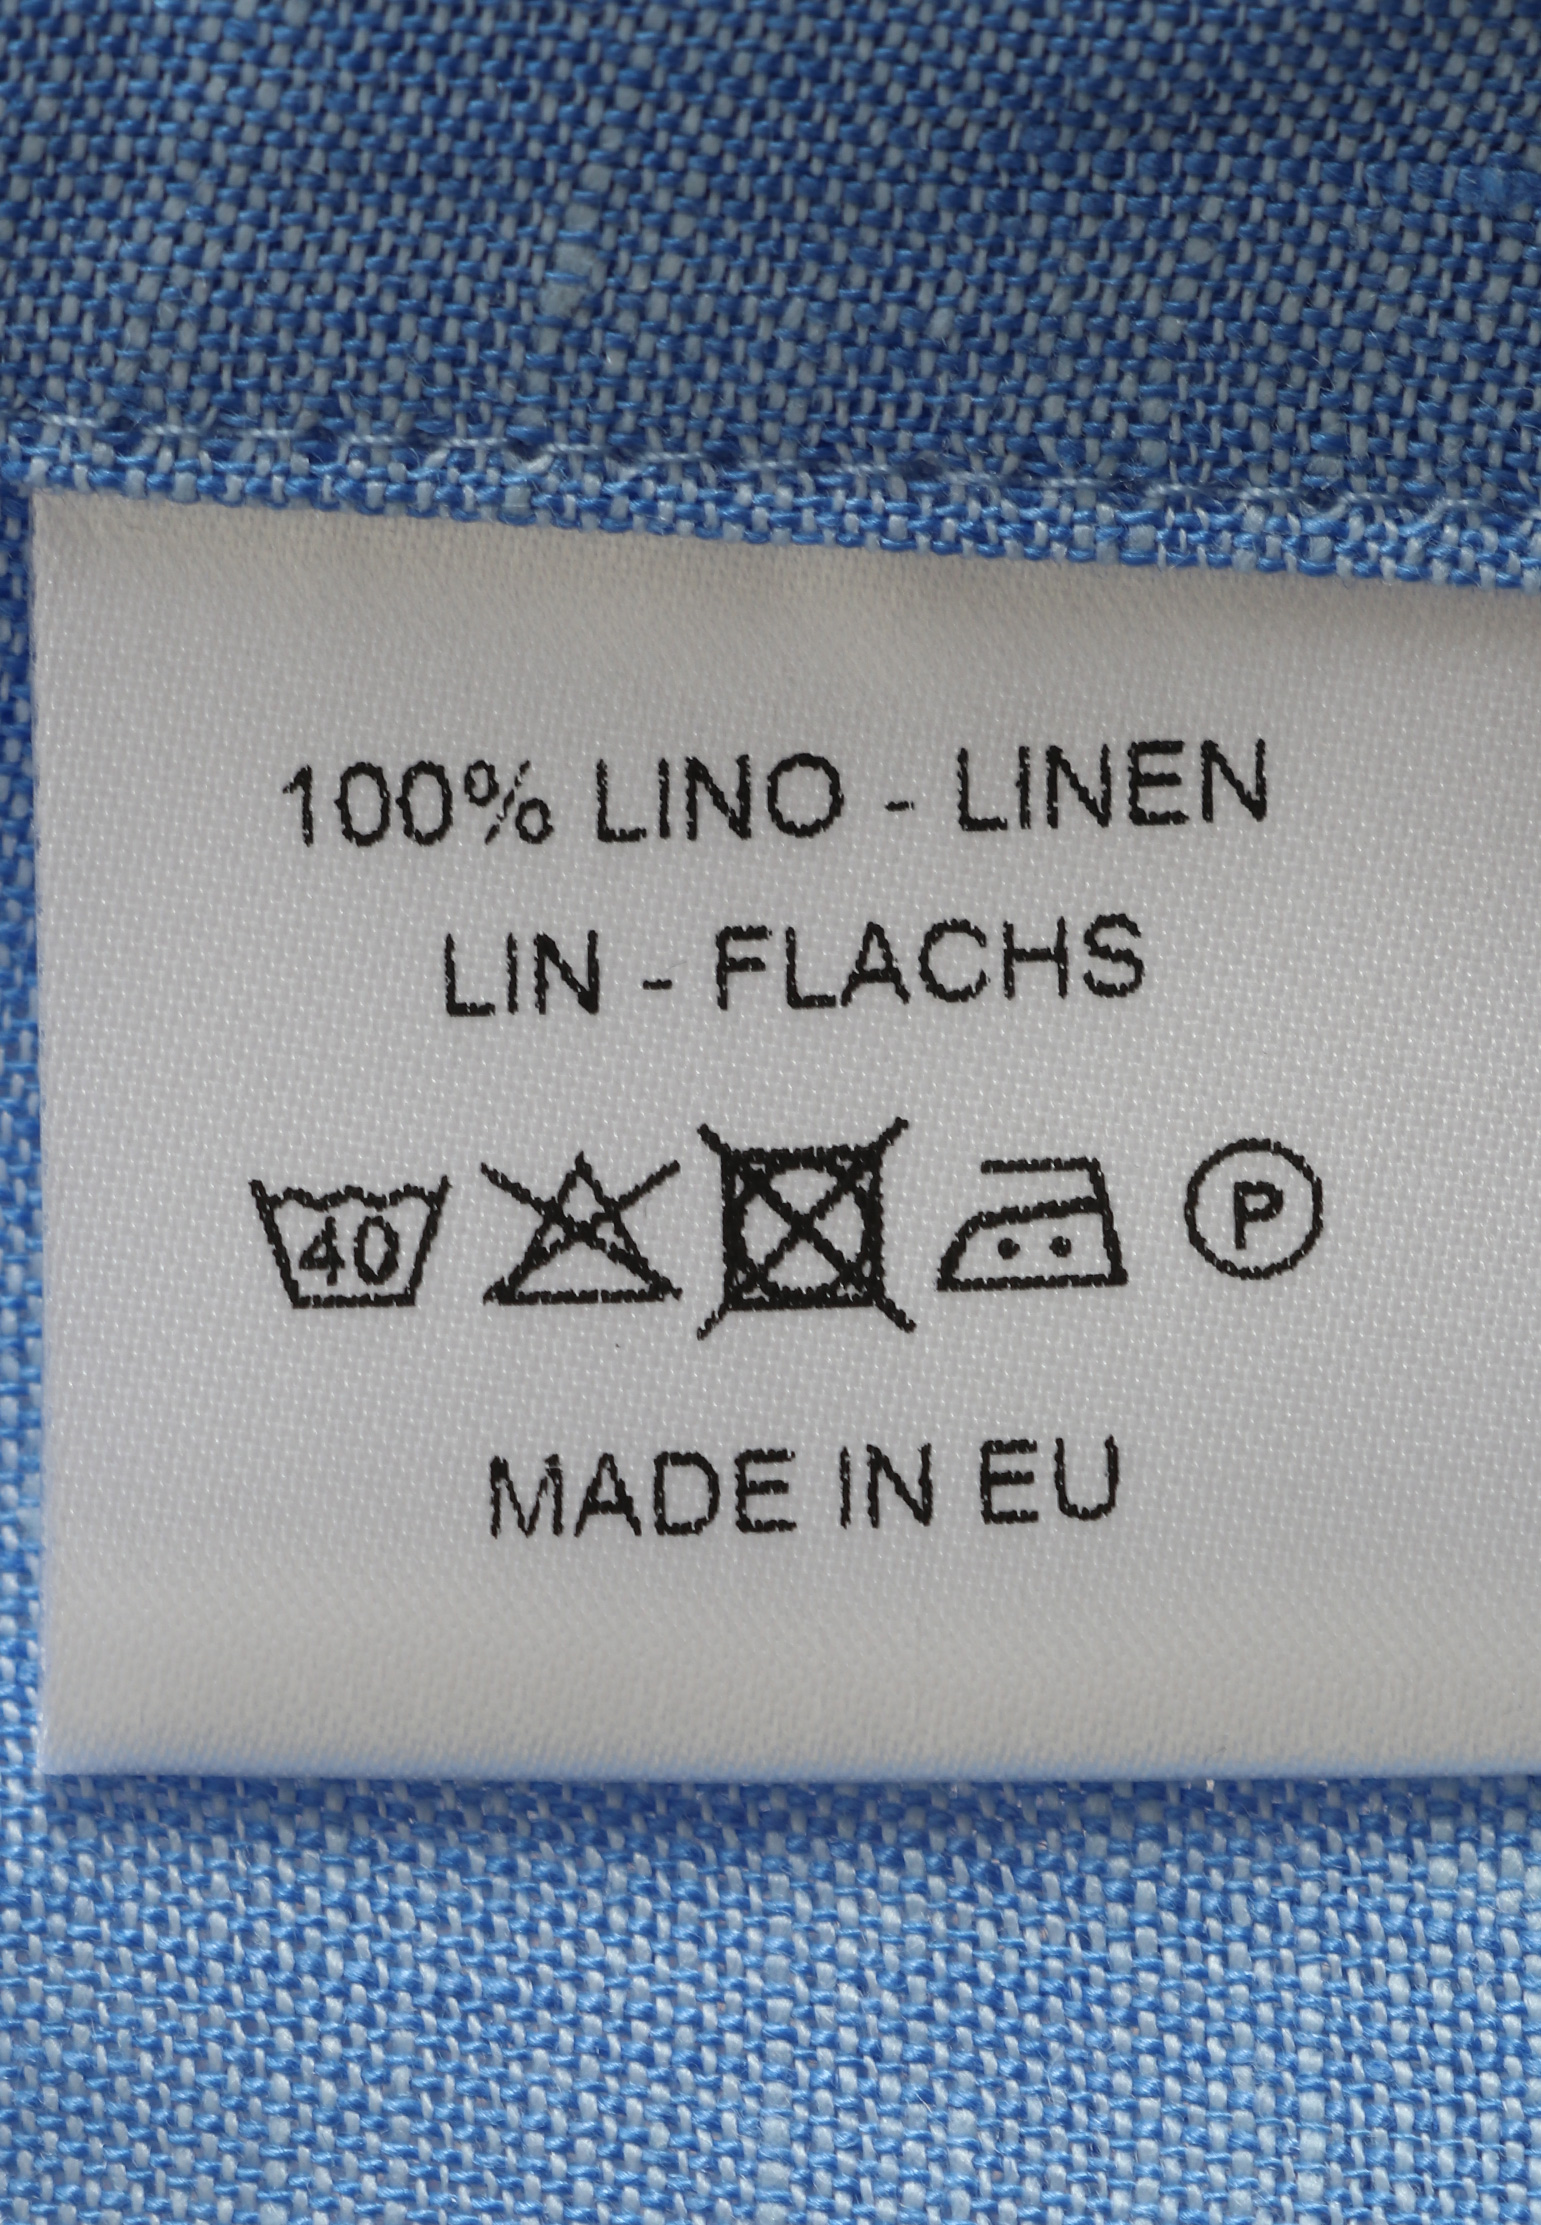 100% LINO - LINEN
LIN - FLACHS
40 P
MADE IN EU